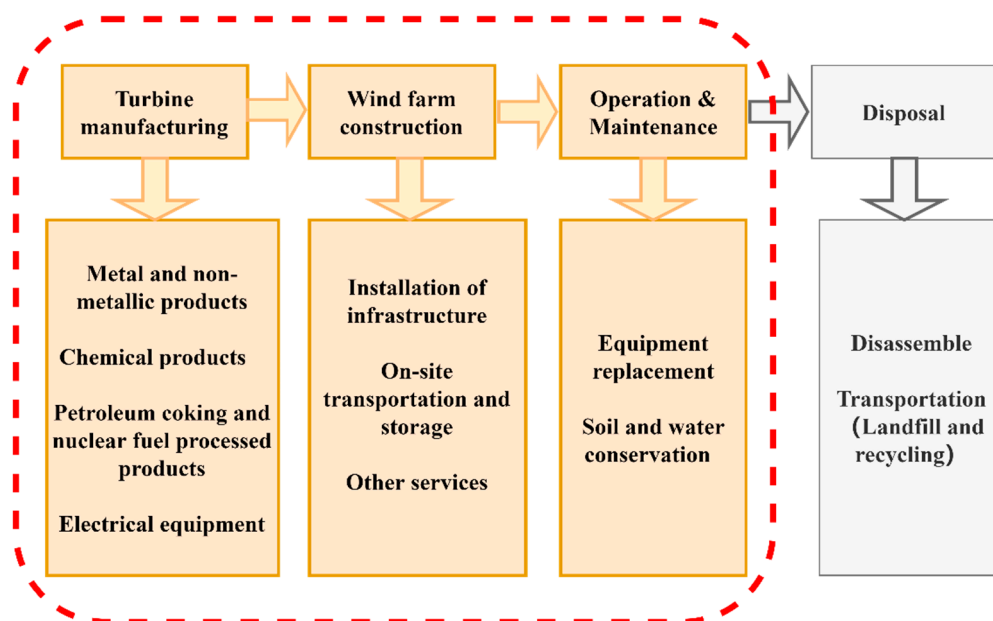 Turbine
manufacturing
Wind farm
construction
Operation &
Maintenance
Disposal
Metal and non-
metallic products
Chemical products
Petroleum coking and
nuclear fuel processed
products
Electrical equipment
Installation of
infrastructure
On-site
transportation and
storage
Other services
Equipment
replacement
Soil and water
conservation
Disassemble
Transportation
(Landfill and
recycling)